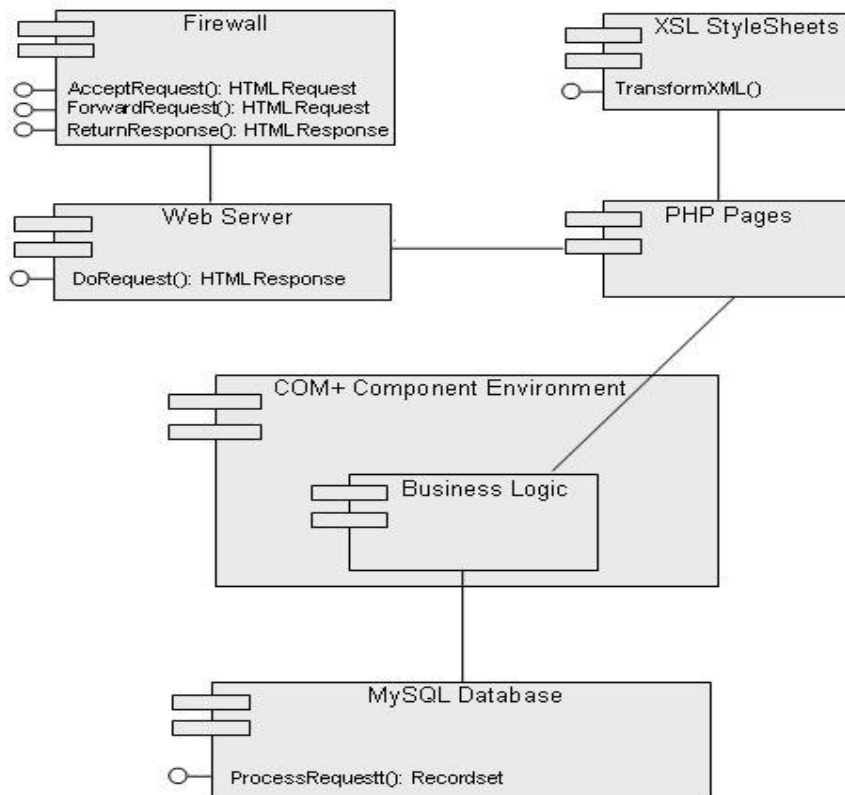 Firewall
AcceptRequest(): HTMLRequest
ForwardRequest(): HTMLRequest
ReturnResponse(): HTMLResponse
XSL StyleSheets
TransformXML()
Web Server
DoRequest(): HTMLResponse
PHP Pages
COM+ Component Environment
Business Logic
MySQL Database
ProcessRequestt(): Recordset